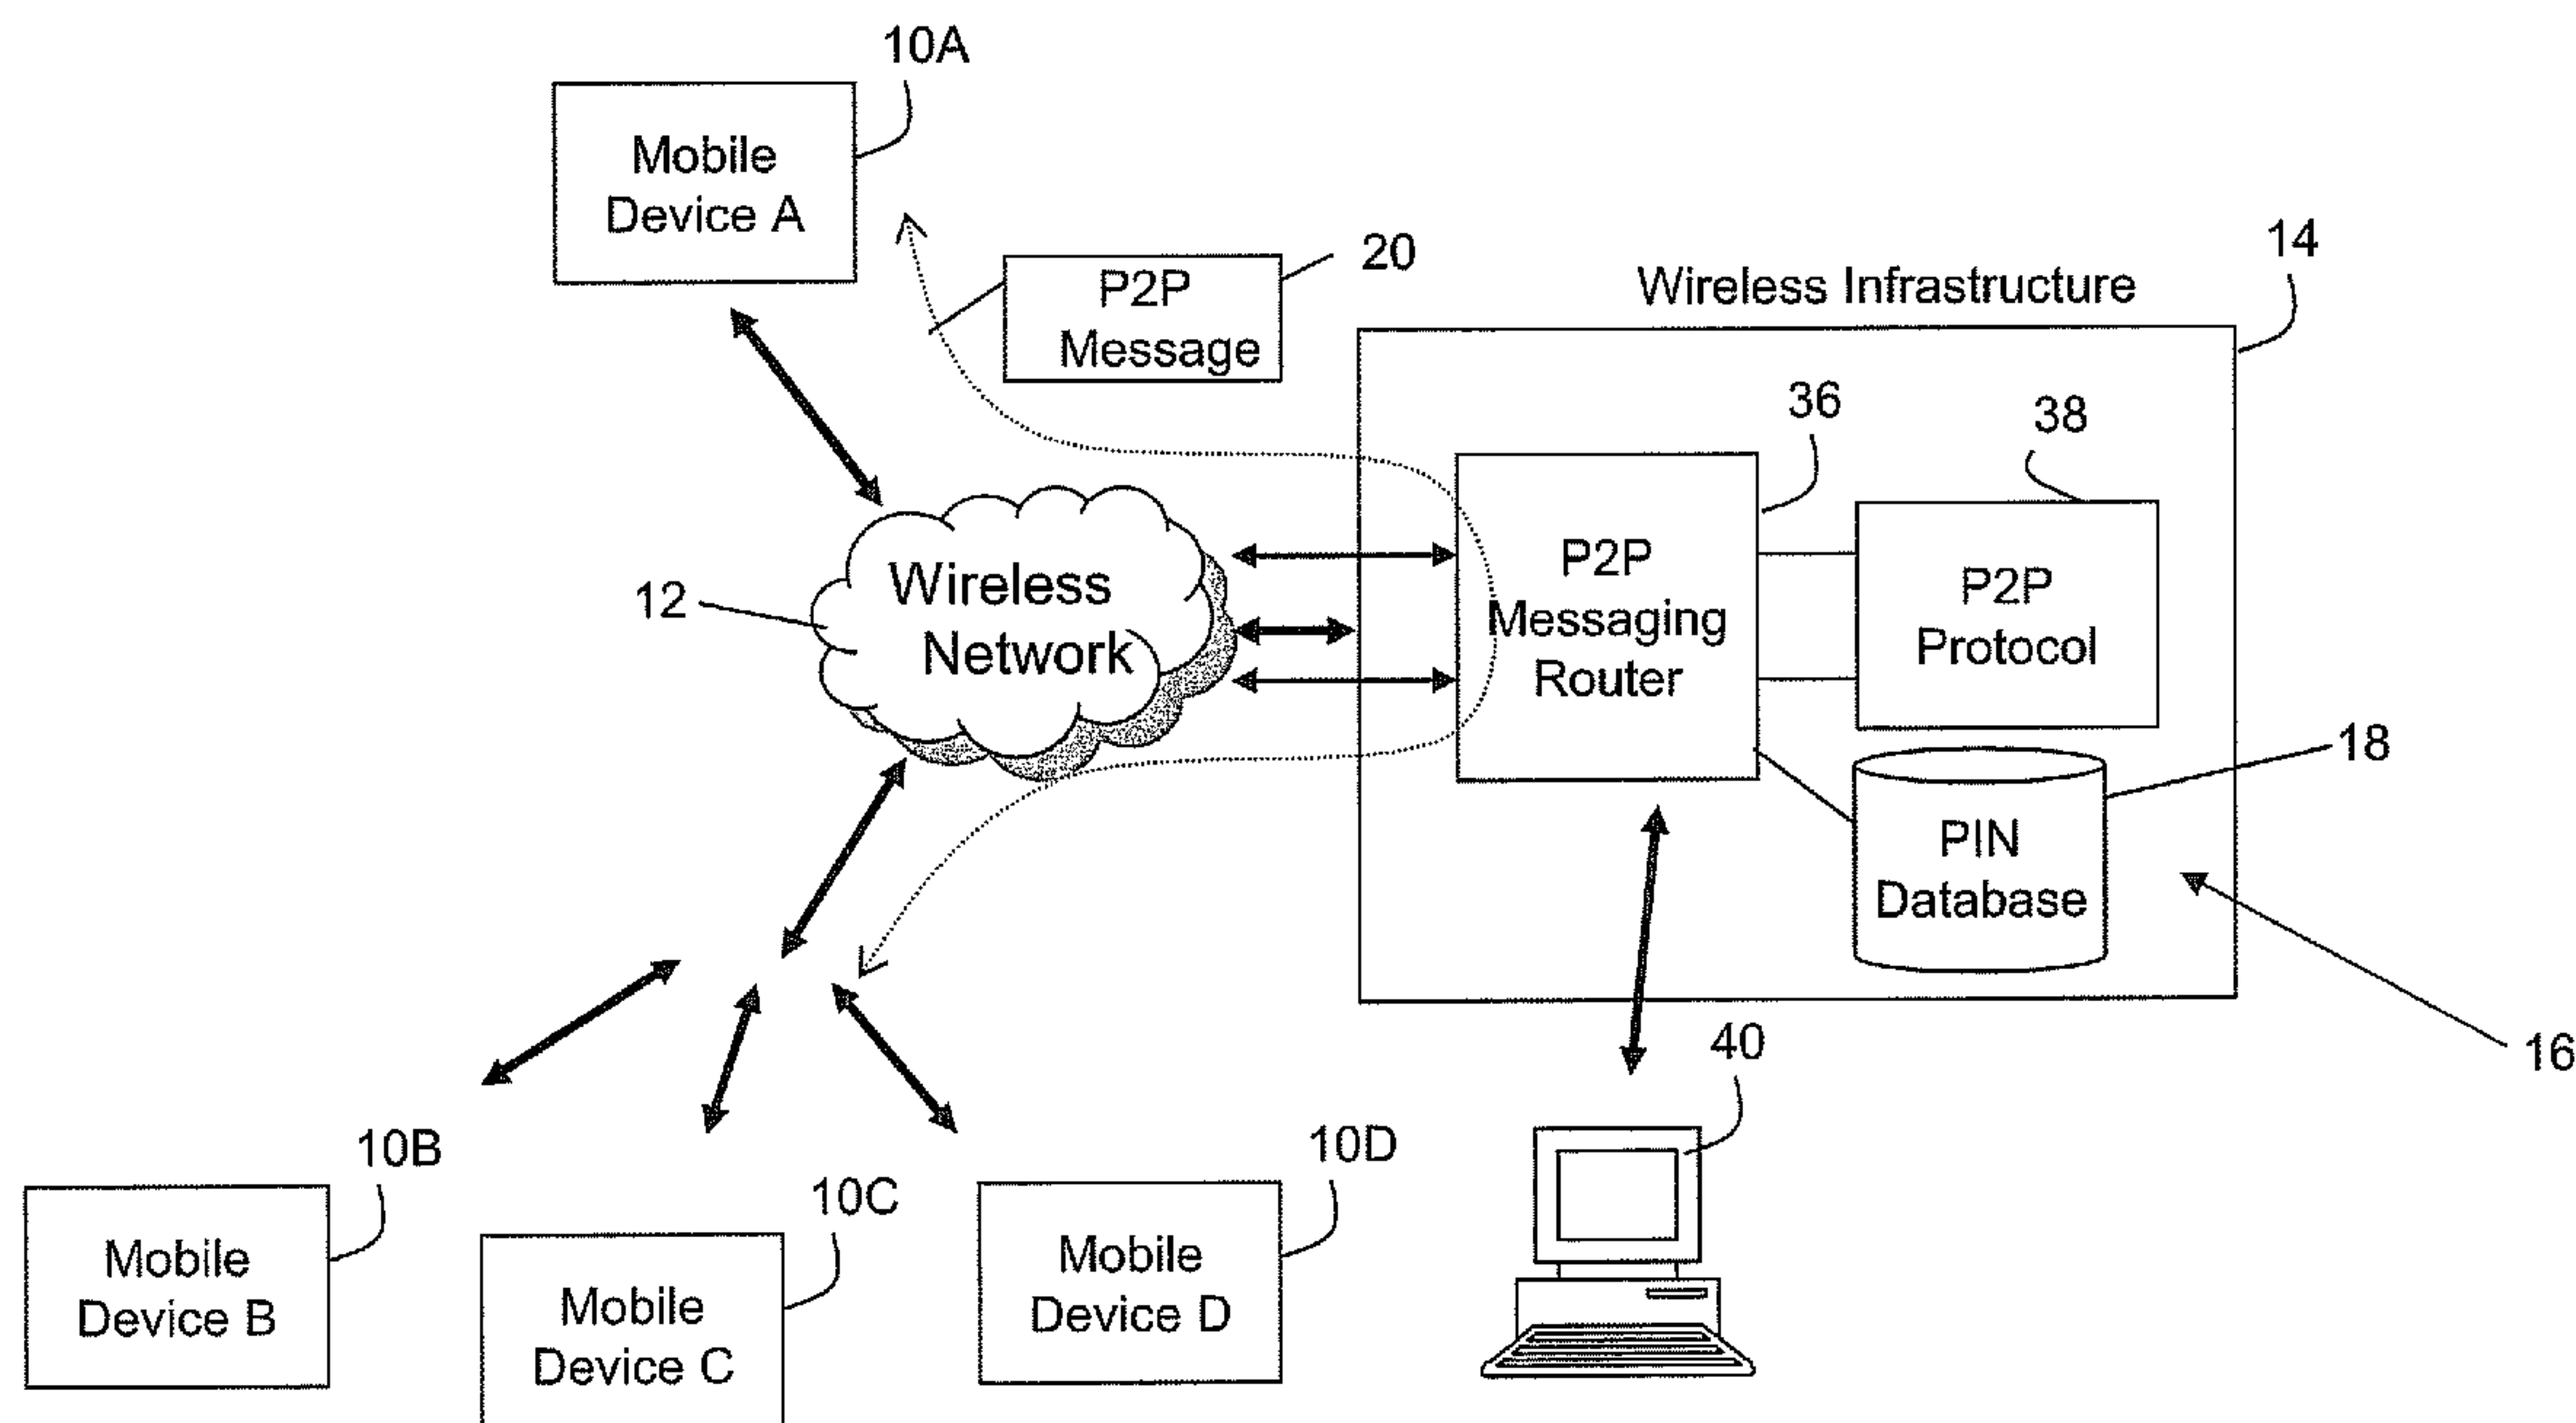 10A
Mobile
Device A
20
P2P
Message
14
Wireless Infrastructure
36
38
P2P
Messaging
Router
P2P
Protocol
12
Wireless
Network
18
PIN
Database
16
40
10B
Mobile
Device B
10C
Mobile
Device C
10D
Mobile
Device D